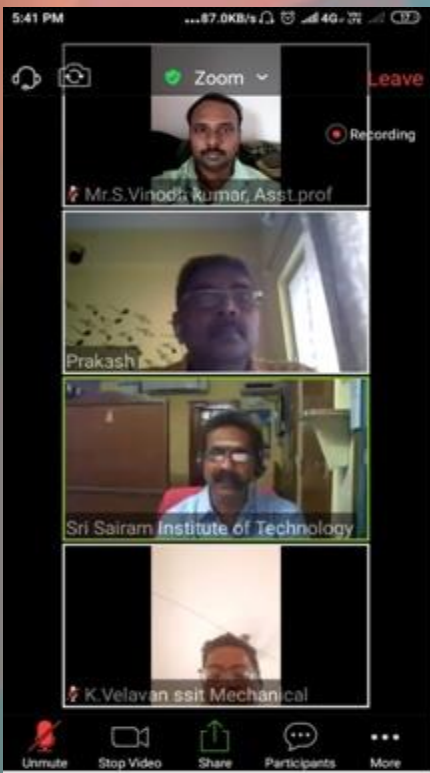 5:41 PM ...87.0KB/s 4G
Zoom
Leave
Recording
Mr.S.Vinodh kumar, Asst.prof
Prakash
Sri Sairam Institute of Technology
K.Velavan ssit Mechanical
Unmute Stop Video Share Participants More